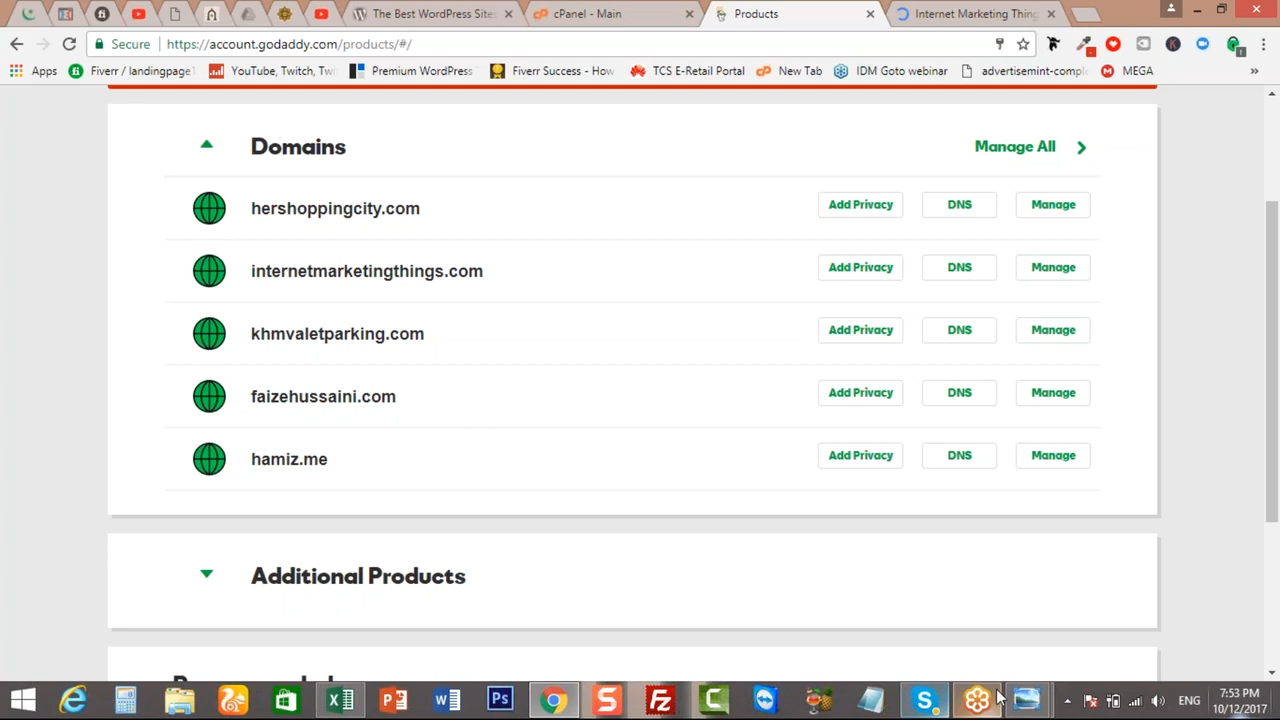 The Best WordPress Sites
cPanel - Main
Products
Internet Marketing Thing
Secure
https://account.godaddy.com/products/#/
Apps
Fiverr / landingpage
YouTube, Twitch, Twi
Premium WordPress
Fiverr Success - How
TCS E-Retail Portal
New Tab
IDM Goto webinar
advertisemint-comple
MEGA
Domains
Manage All
hershoppingcity.com
Add Privacy
DNS
Manage
internetmarketingthings.com
Add Privacy
DNS
Manage
khmvaletparking.com
Add Privacy
DNS
Manage
faizehussaini.com
Add Privacy
DNS
Manage
hamiz.me
Add Privacy
DNS
Manage
Additional Products
ENG
7:53 PM
10/12/2017